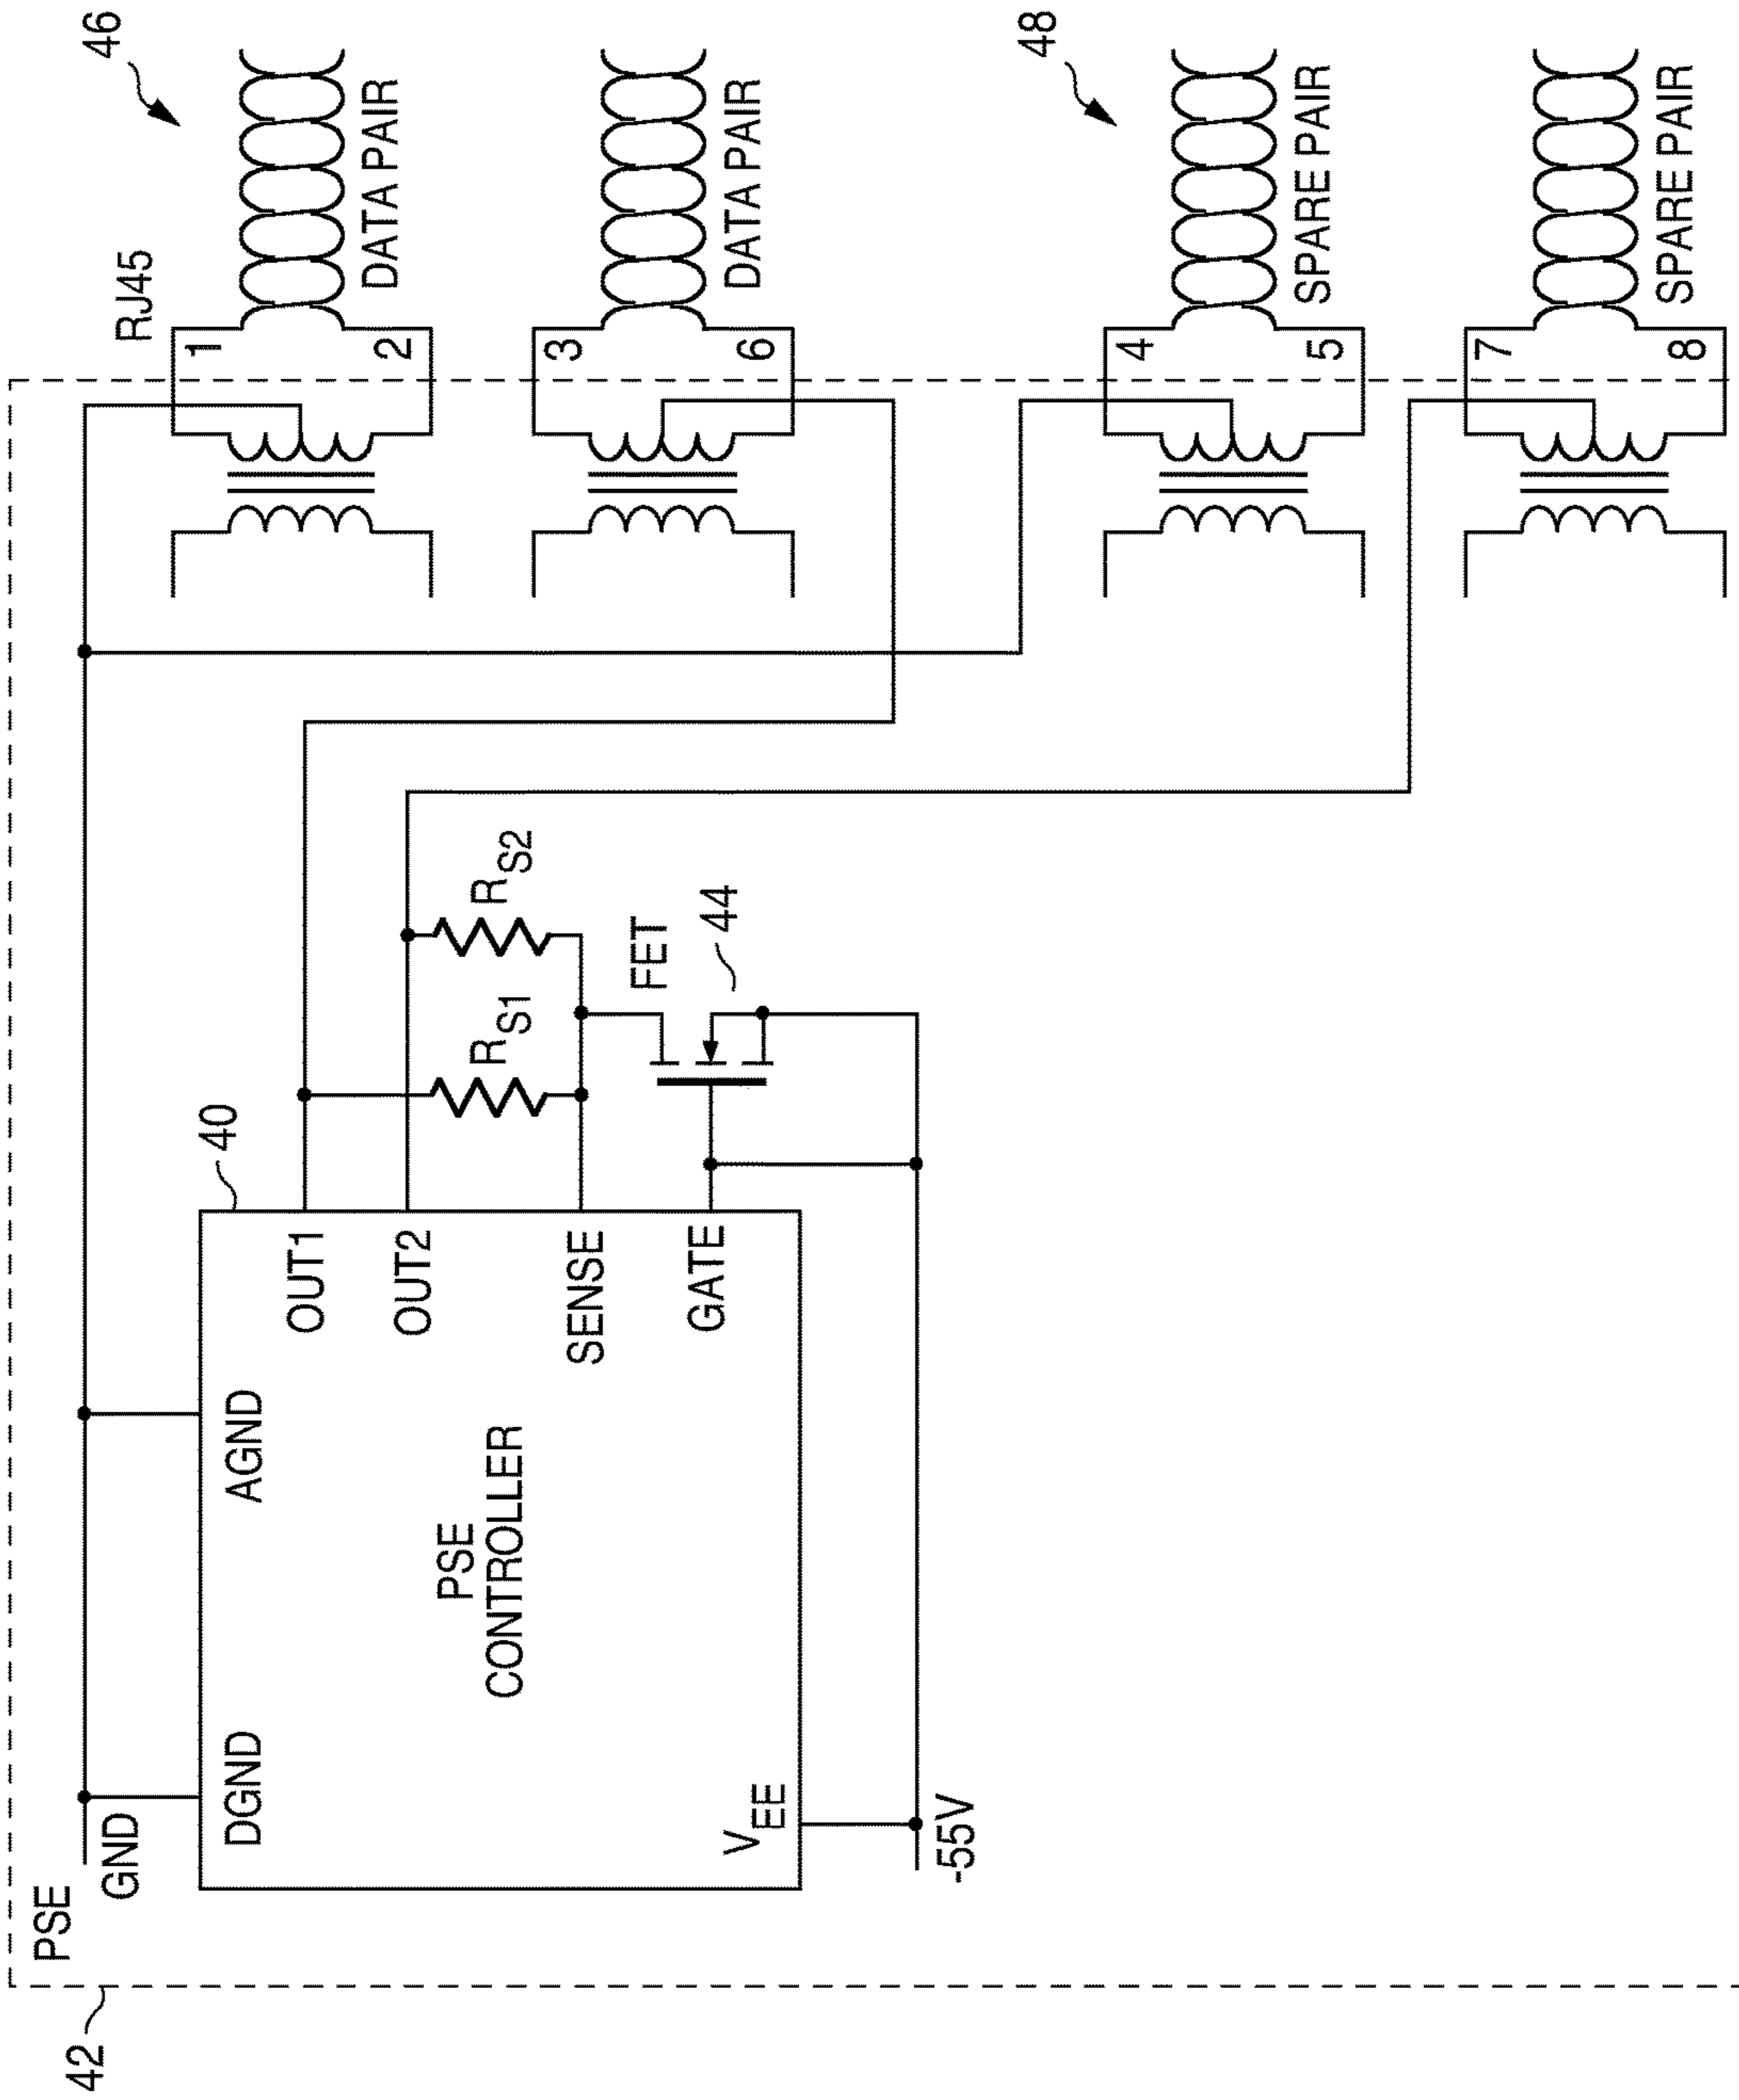 42
PSE
GND
DGND
AGND
40
OUT1
OUT2
SENSE
GATE
PSE
CONTROLLER
VEE
-55V
RS1
RS2
FET
44
RJ45
46
1
2
DATA PAIR
3
6
DATA PAIR
48
4
5
SPARE PAIR
7
8
SPARE PAIR